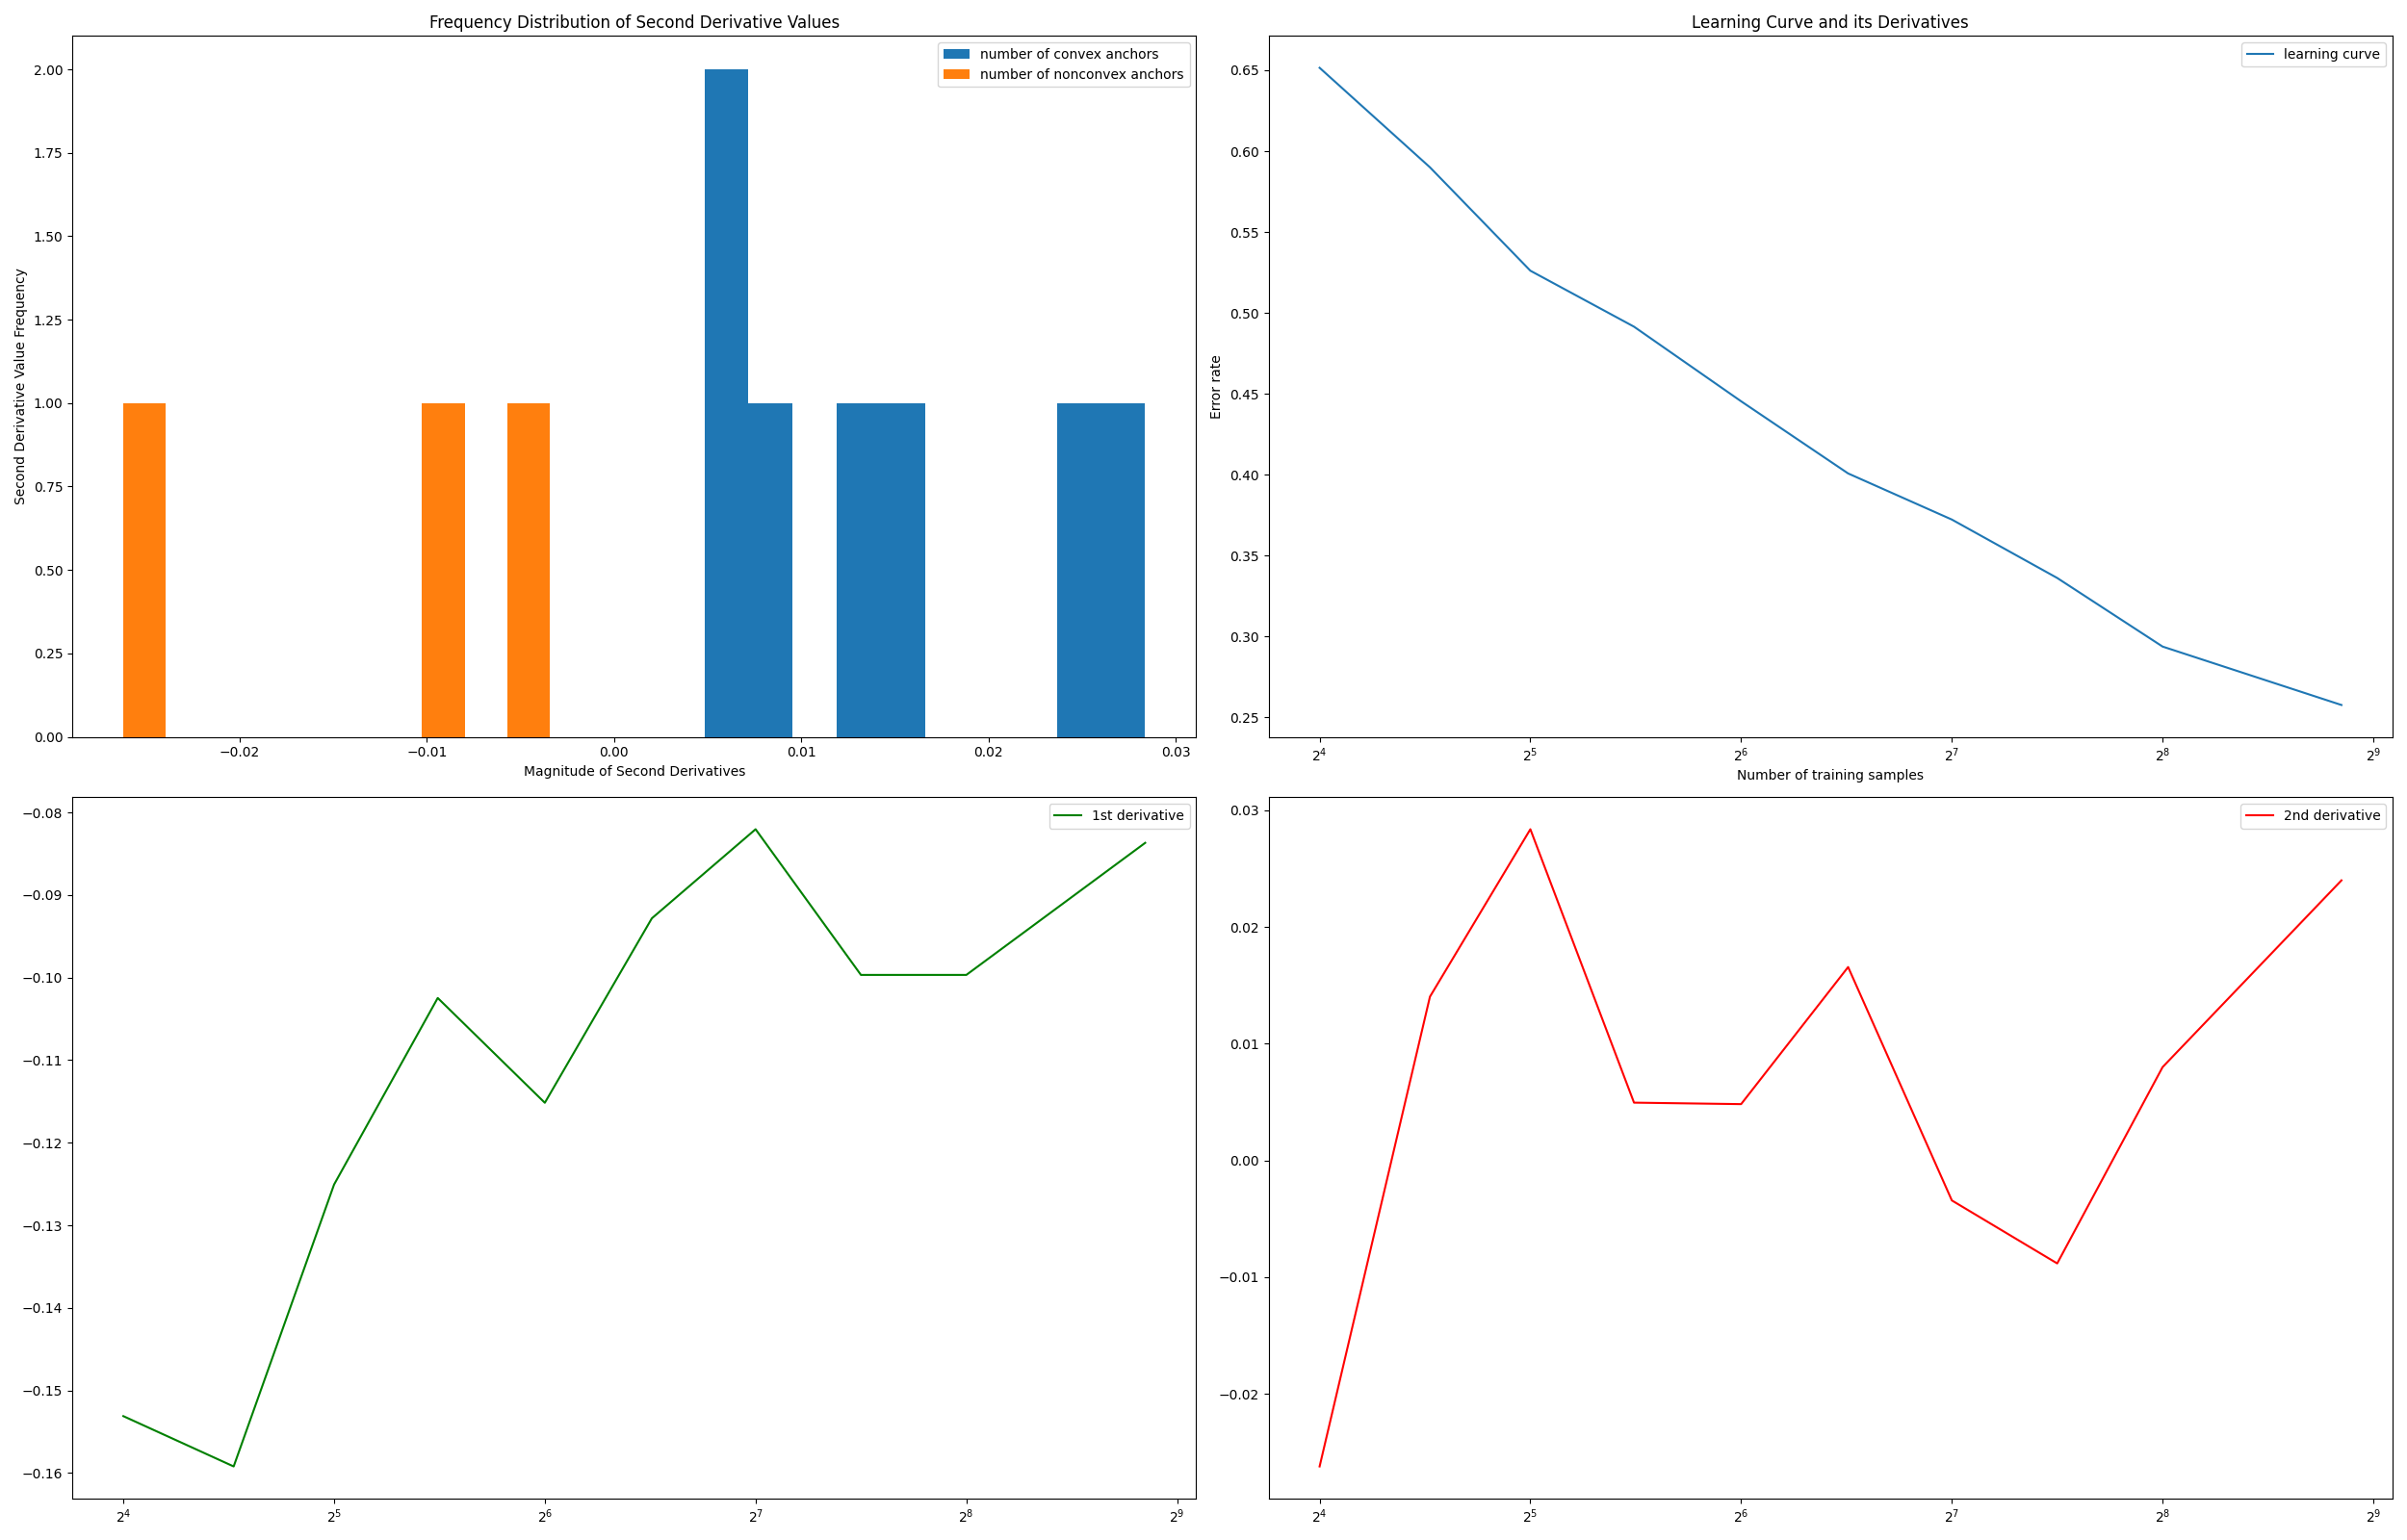 Frequency Distribution of Second Derivative Values
number of convex anchors
number of nonconvex anchors
2.00
1.75
1.50
1.25
1.00
0.75
0.50
0.25
0.00
Second Derivative Value Frequency
−0.02 −0.01 0.00 0.01 0.02 0.03
Magnitude of Second Derivatives
Learning Curve and its Derivatives
learning curve
0.65
0.60
0.55
0.50
0.45
0.40
0.35
0.30
0.25
Error rate
2⁴ 2⁵ 2⁶ 2⁷ 2⁸ 2⁹
Number of training samples
1st derivative
−0.08
−0.09
−0.10
−0.11
−0.12
−0.13
−0.14
−0.15
−0.16
2⁴ 2⁵ 2⁶ 2⁷ 2⁸ 2⁹
2nd derivative
0.03
0.02
0.01
0.00
−0.01
−0.02
2⁴ 2⁵ 2⁶ 2⁷ 2⁸ 2⁹